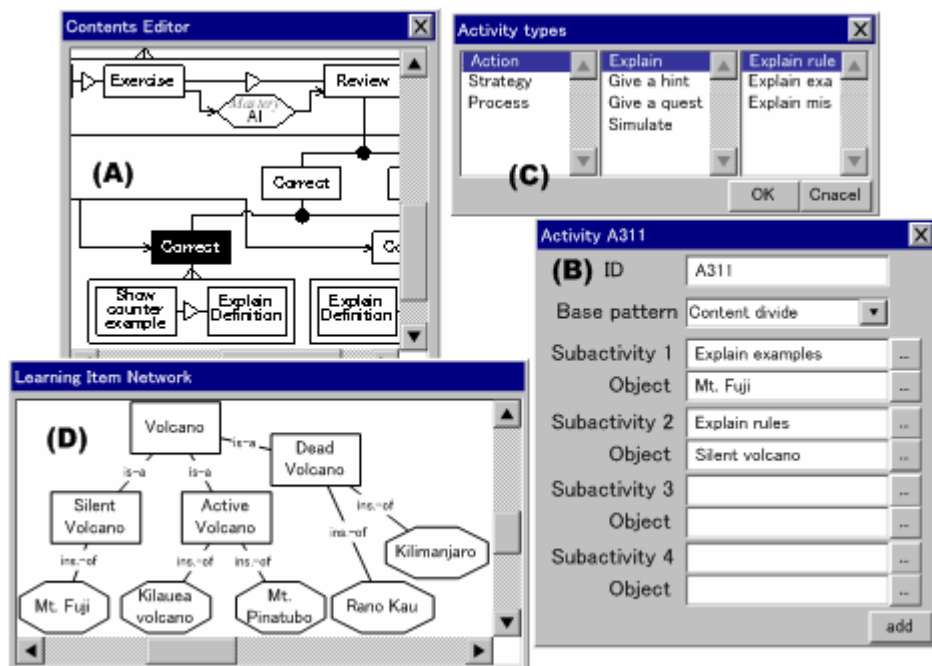 Contents Editor
Exercise
Review
Mastery
AI
(A)
Correct
Correct
Co
Show
counter
example
Explain
Definition
Explain
Definition
Activity types
Action
Strategy
Process
Explain
Give a hint
Give a quest
Simulate
Explain rule
Explain exa
Explain mis
(C)
OK
Cnacel
Activity A311
(B) ID
A311
Base pattern
Content divide
Subactivity 1
Explain examples
...
Object
Mt. Fuji
...
Subactivity 2
Explain rules
...
Object
Silent volcano
...
Subactivity 3
...
Object
...
Subactivity 4
...
Object
...
add
Learning Item Network
(D)
Volcano
is-a
is-a
is-a
Dead
Volcano
Silent
Volcano
Active
Volcano
ins.-of
ins.-of
ins.-of
ins.-of
ins.-of
Kilimanjaro
Mt. Fuji
Kilauea
volcano
Mt.
Pinatubo
Rano Kau